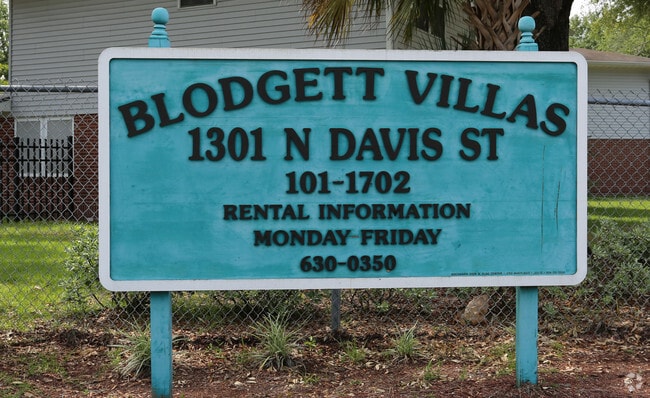 BLODGETT VILLAS
1301 N DAVIS ST
101-1702
RENTAL INFORMATION
MONDAY-FRIDAY
630-0350